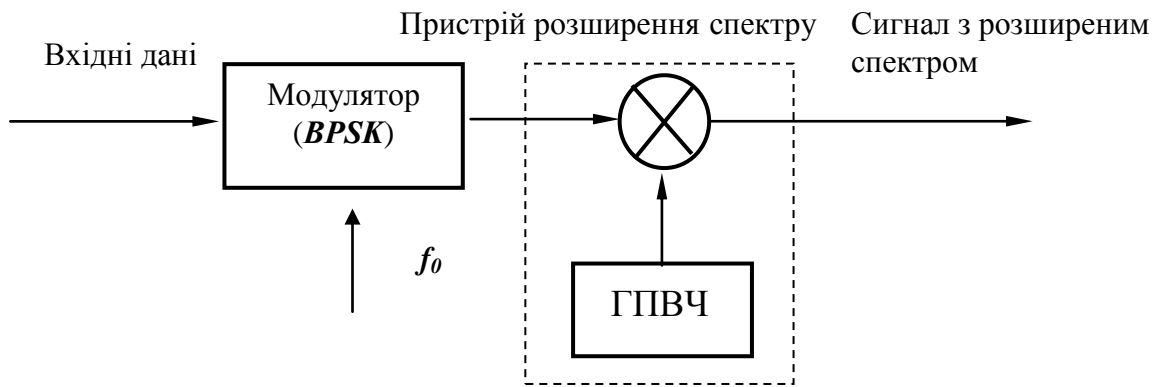 Пристрій розширення спектру
Сигнал з розширеним
спектром
Вхідні дані
Модулятор
(BPSK)
f₀
ГПВЧ